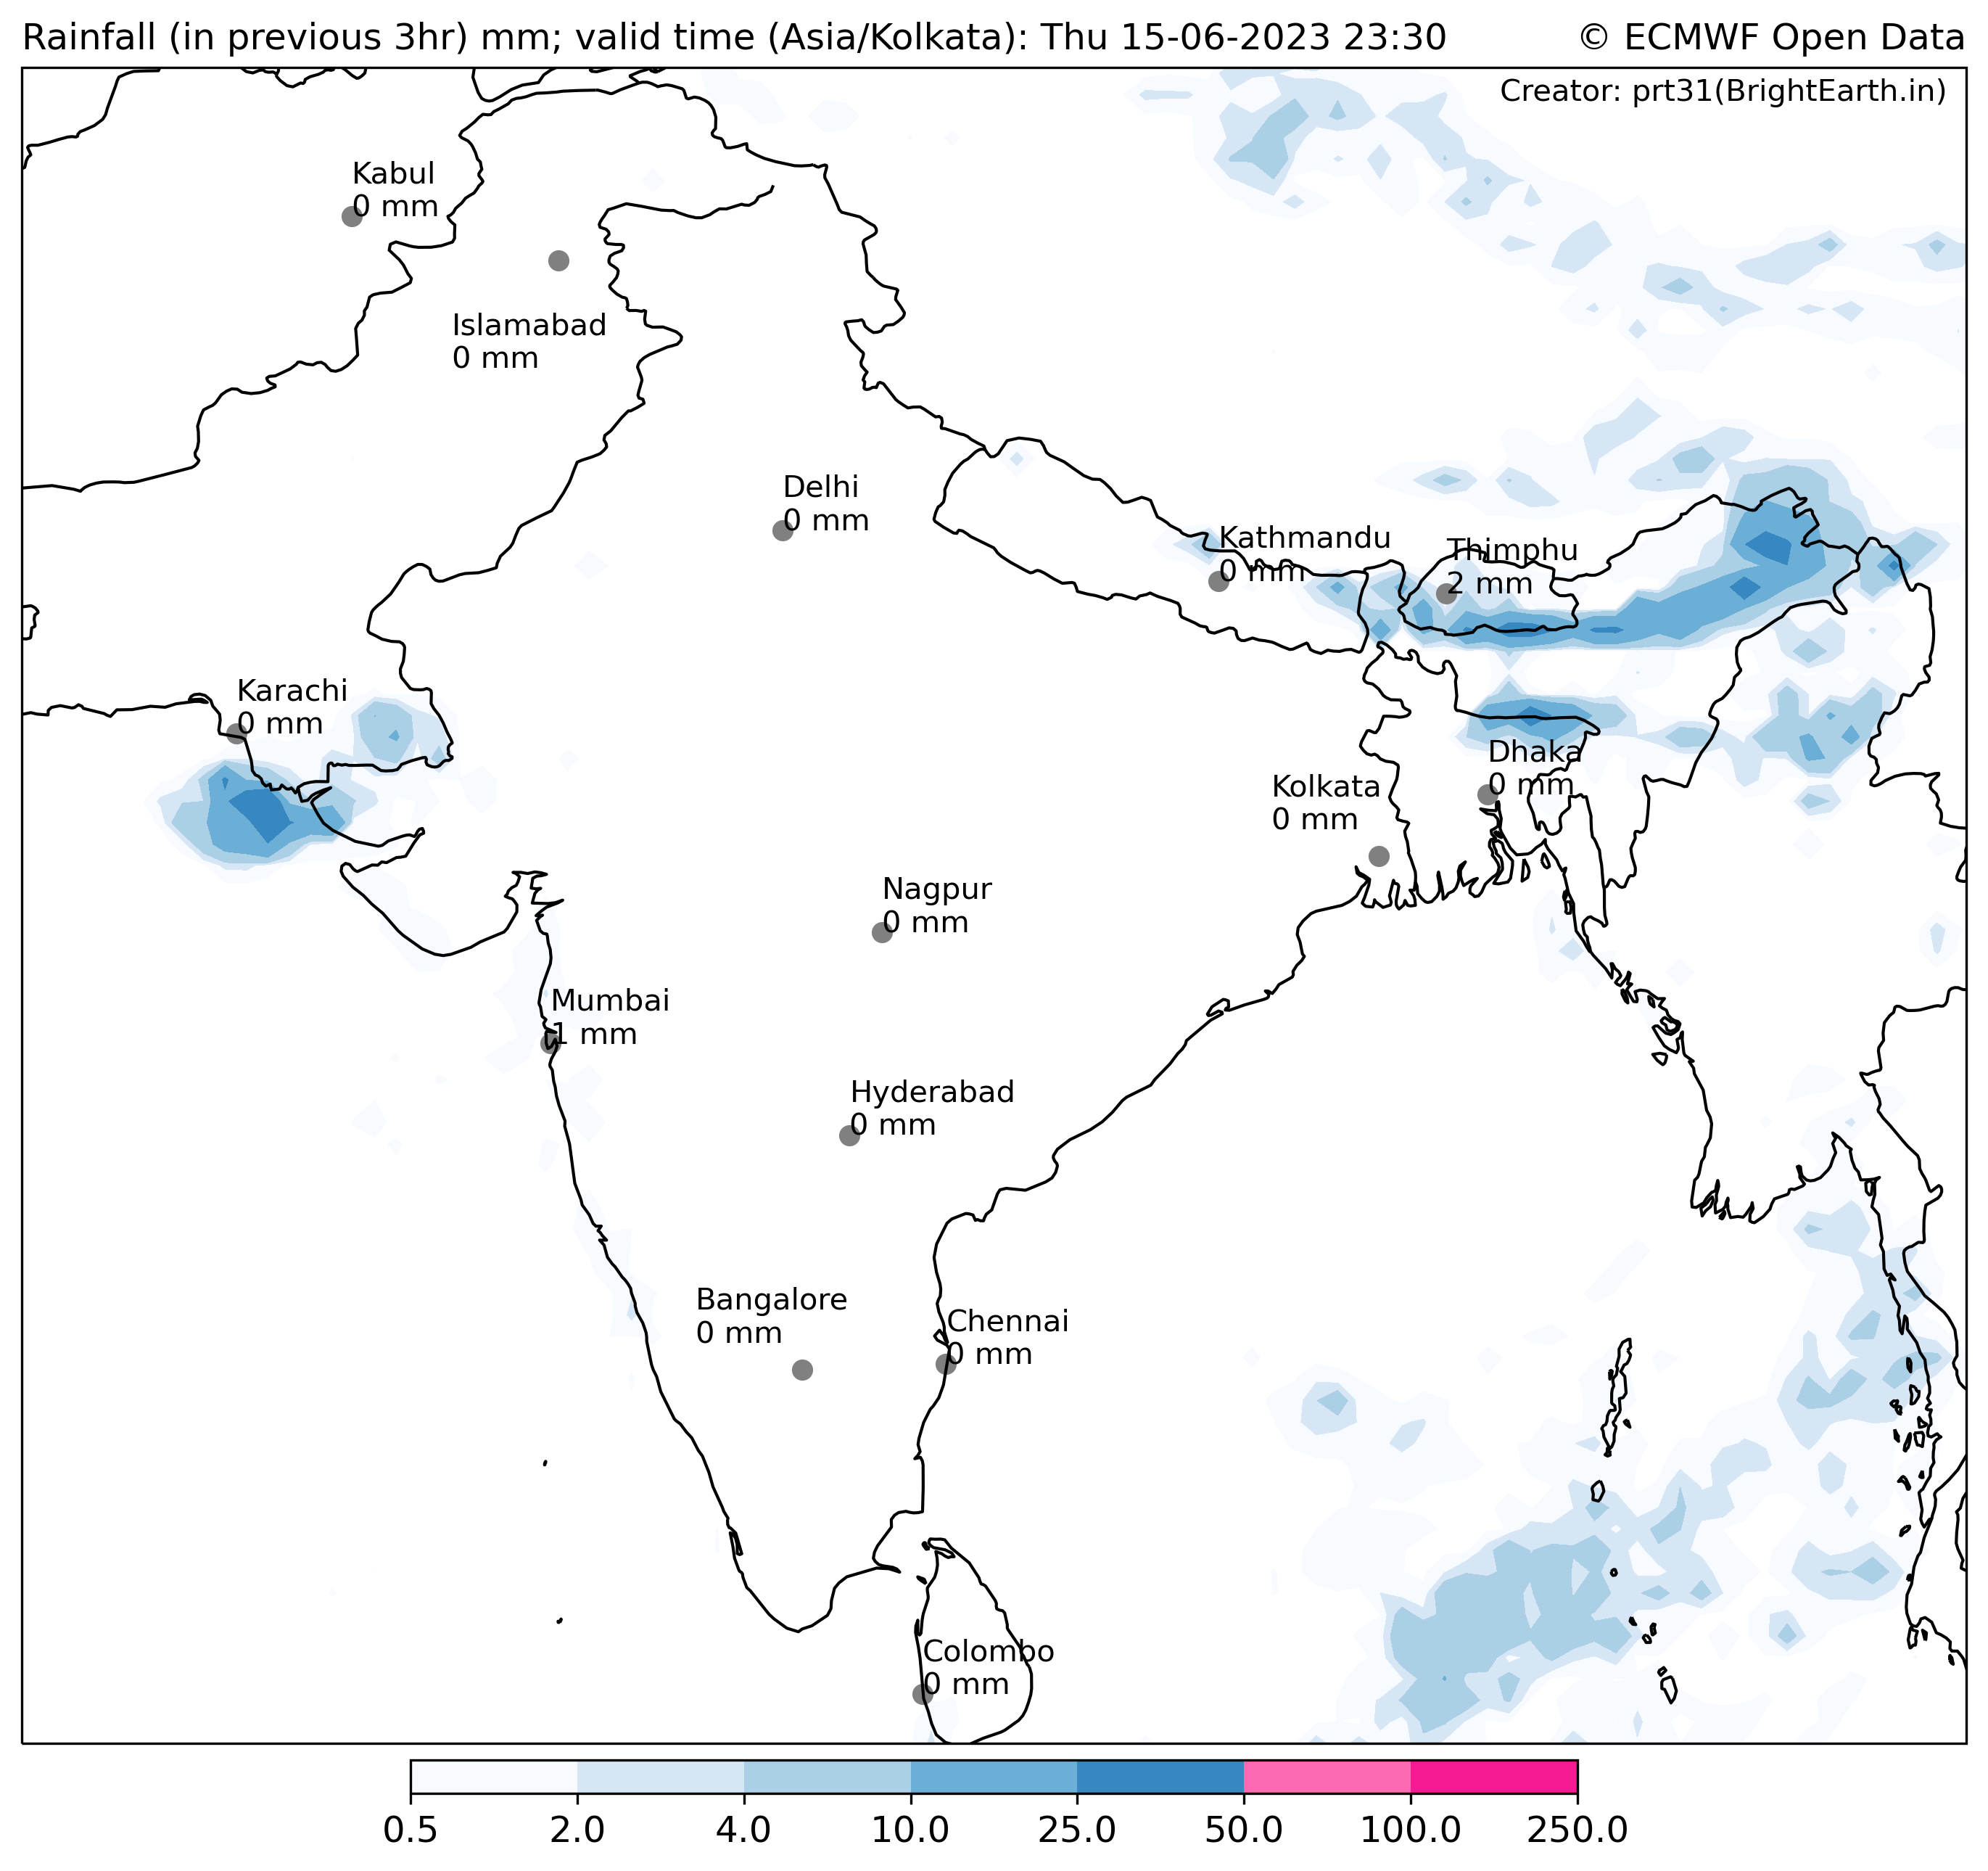 Rainfall (in previous 3hr) mm; valid time (Asia/Kolkata): Thu 15-06-2023 23:30 © ECMWF Open Data
Creator: prt31(BrightEarth.in)
Kabul
0 mm
Islamabad
0 mm
Delhi
0 mm
Kathmandu
0 mm
Thimphu
2 mm
Karachi
0 mm
Dhaka
0 mm
Kolkata
0 mm
Nagpur
0 mm
Mumbai
1 mm
Hyderabad
0 mm
Bangalore
0 mm
Chennai
0 mm
Colombo
0 mm
0.5 2.0 4.0 10.0 25.0 50.0 100.0 250.0